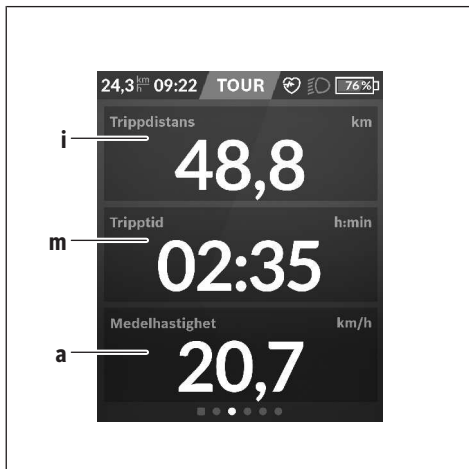 24,3 km/h 09:22 TOUR 76 %
i Trippdistans km
48,8
m Tripptid h:min
02:35
a Medelhastighet km/h
20,7